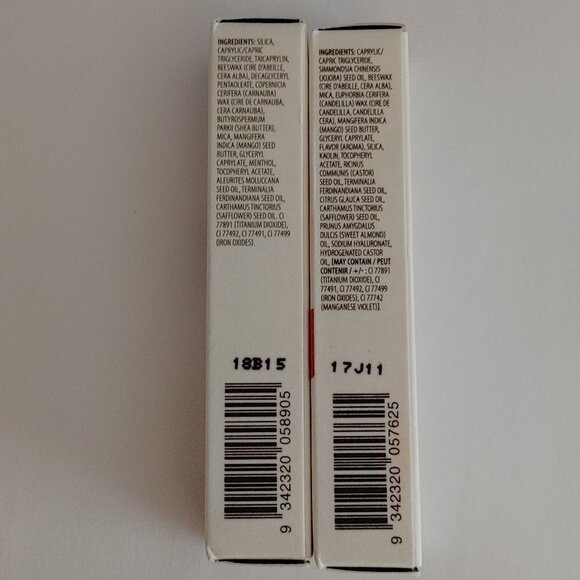 INGREDIENTS: SILICA,
CAPRYLIC/CAPRIC
TRIGLYCERIDE, TRICAPRYLIN,
BEESWAX (CIRE D'ABEILLE,
CERA ALBA), DECAGLYCERYL
PENTAOLEATE, COPERNICIA
CERIFERA (CARNAUBA)
WAX (CIRE DE CARNAUBA,
CERA CARNAUBA),
BUTYROSPERMUM
PARKII (SHEA BUTTER),
MICA, MANGIFERA
INDICA (MANGO) SEED
BUTTER, GLYCERYL
CAPRYLATE, MENTHOL,
TOCOPHERYL ACETATE,
ALEURITES MOLUCCANA
SEED OIL, TERMINALIA
FERDINANDIANA SEED OIL,
CARTHAMUS TINCTORIUS
(SAFFLOWER) SEED OIL. CI
77891 (TITANIUM DIOXIDE), CI
77492, CI 77491, CI 77499
(IRON OXIDES).
18B15
9 342320 058905
INGREDIENTS: CAPRYLIC/
CAPRIC TRIGLYCERIDE,
SIMMONDSIA CHINENSIS
(JOJOBA) SEED OIL, BEESWAX
(CIRE D'ABEILLE, CERA ALBA),
MICA, EUPHORBIA CERIFERA
(CANDELILLA) WAX (CIRE DE
CANDELILLA, CANDELILLA
CERA), MANGIFERA INDICA
(MANGO) SEED BUTTER,
GLYCERYL CAPRYLATE,
FLAVOR (AROMA), SILICA,
KAOLIN, TOCOPHERYL
ACETATE, RICINUS
COMMUNIS (CASTOR)
SEED OIL, TERMINALIA
FERDINANDIANA SEED OIL,
CITRUS GLAUCA SEED OIL,
CARTHAMUS TINCTORIUS
(SAFFLOWER) SEED OIL,
PRUNUS AMYGDALUS
DULCIS (SWEET ALMOND)
OIL, SODIUM HYALURONATE,
HYDROGENATED CASTOR
OIL, [MAY CONTAIN / PEUT
CONTENIR / +/- : CI 77891
(TITANIUM DIOXIDE), CI
77491, CI 77492, CI 77499
(IRON OXIDES), CI 77742
(MANGANESE VIOLET)].
17J11
9 342320 057625